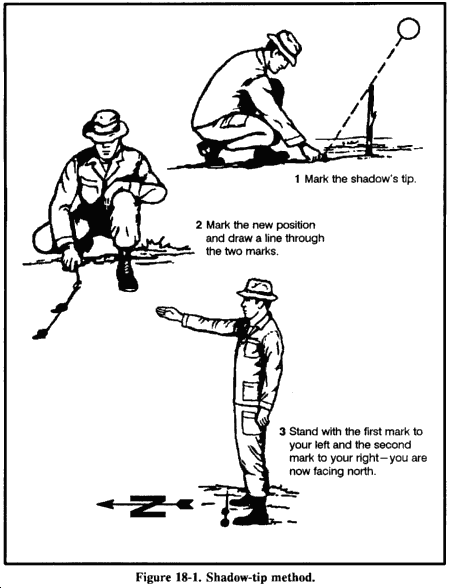 1 Mark the shadow's tip.
2 Mark the new position
and draw a line through
the two marks.
3 Stand with the first mark to
your left and the second
mark to your right—you are
now facing north.
N
Figure 18-1. Shadow-tip method.